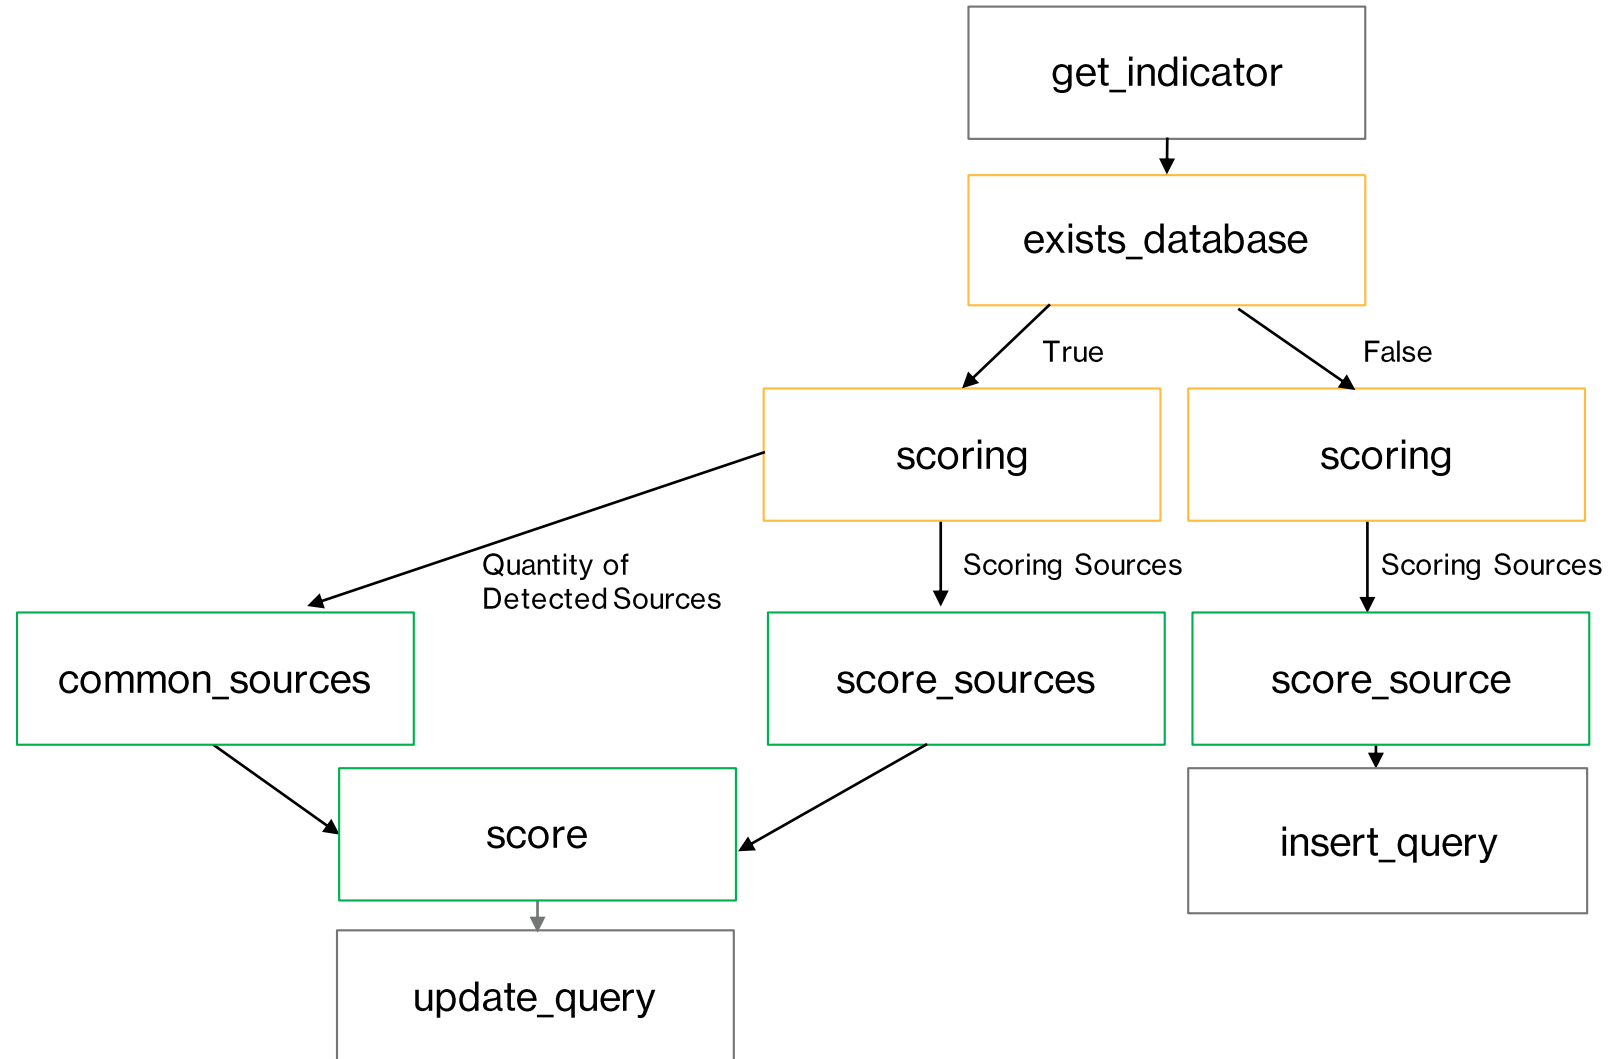 get_indicator
exists_database
True
False
scoring
scoring
Quantity of
Detected Sources
Scoring Sources
Scoring Sources
common_sources
score_sources
score_source
score
insert_query
update_query